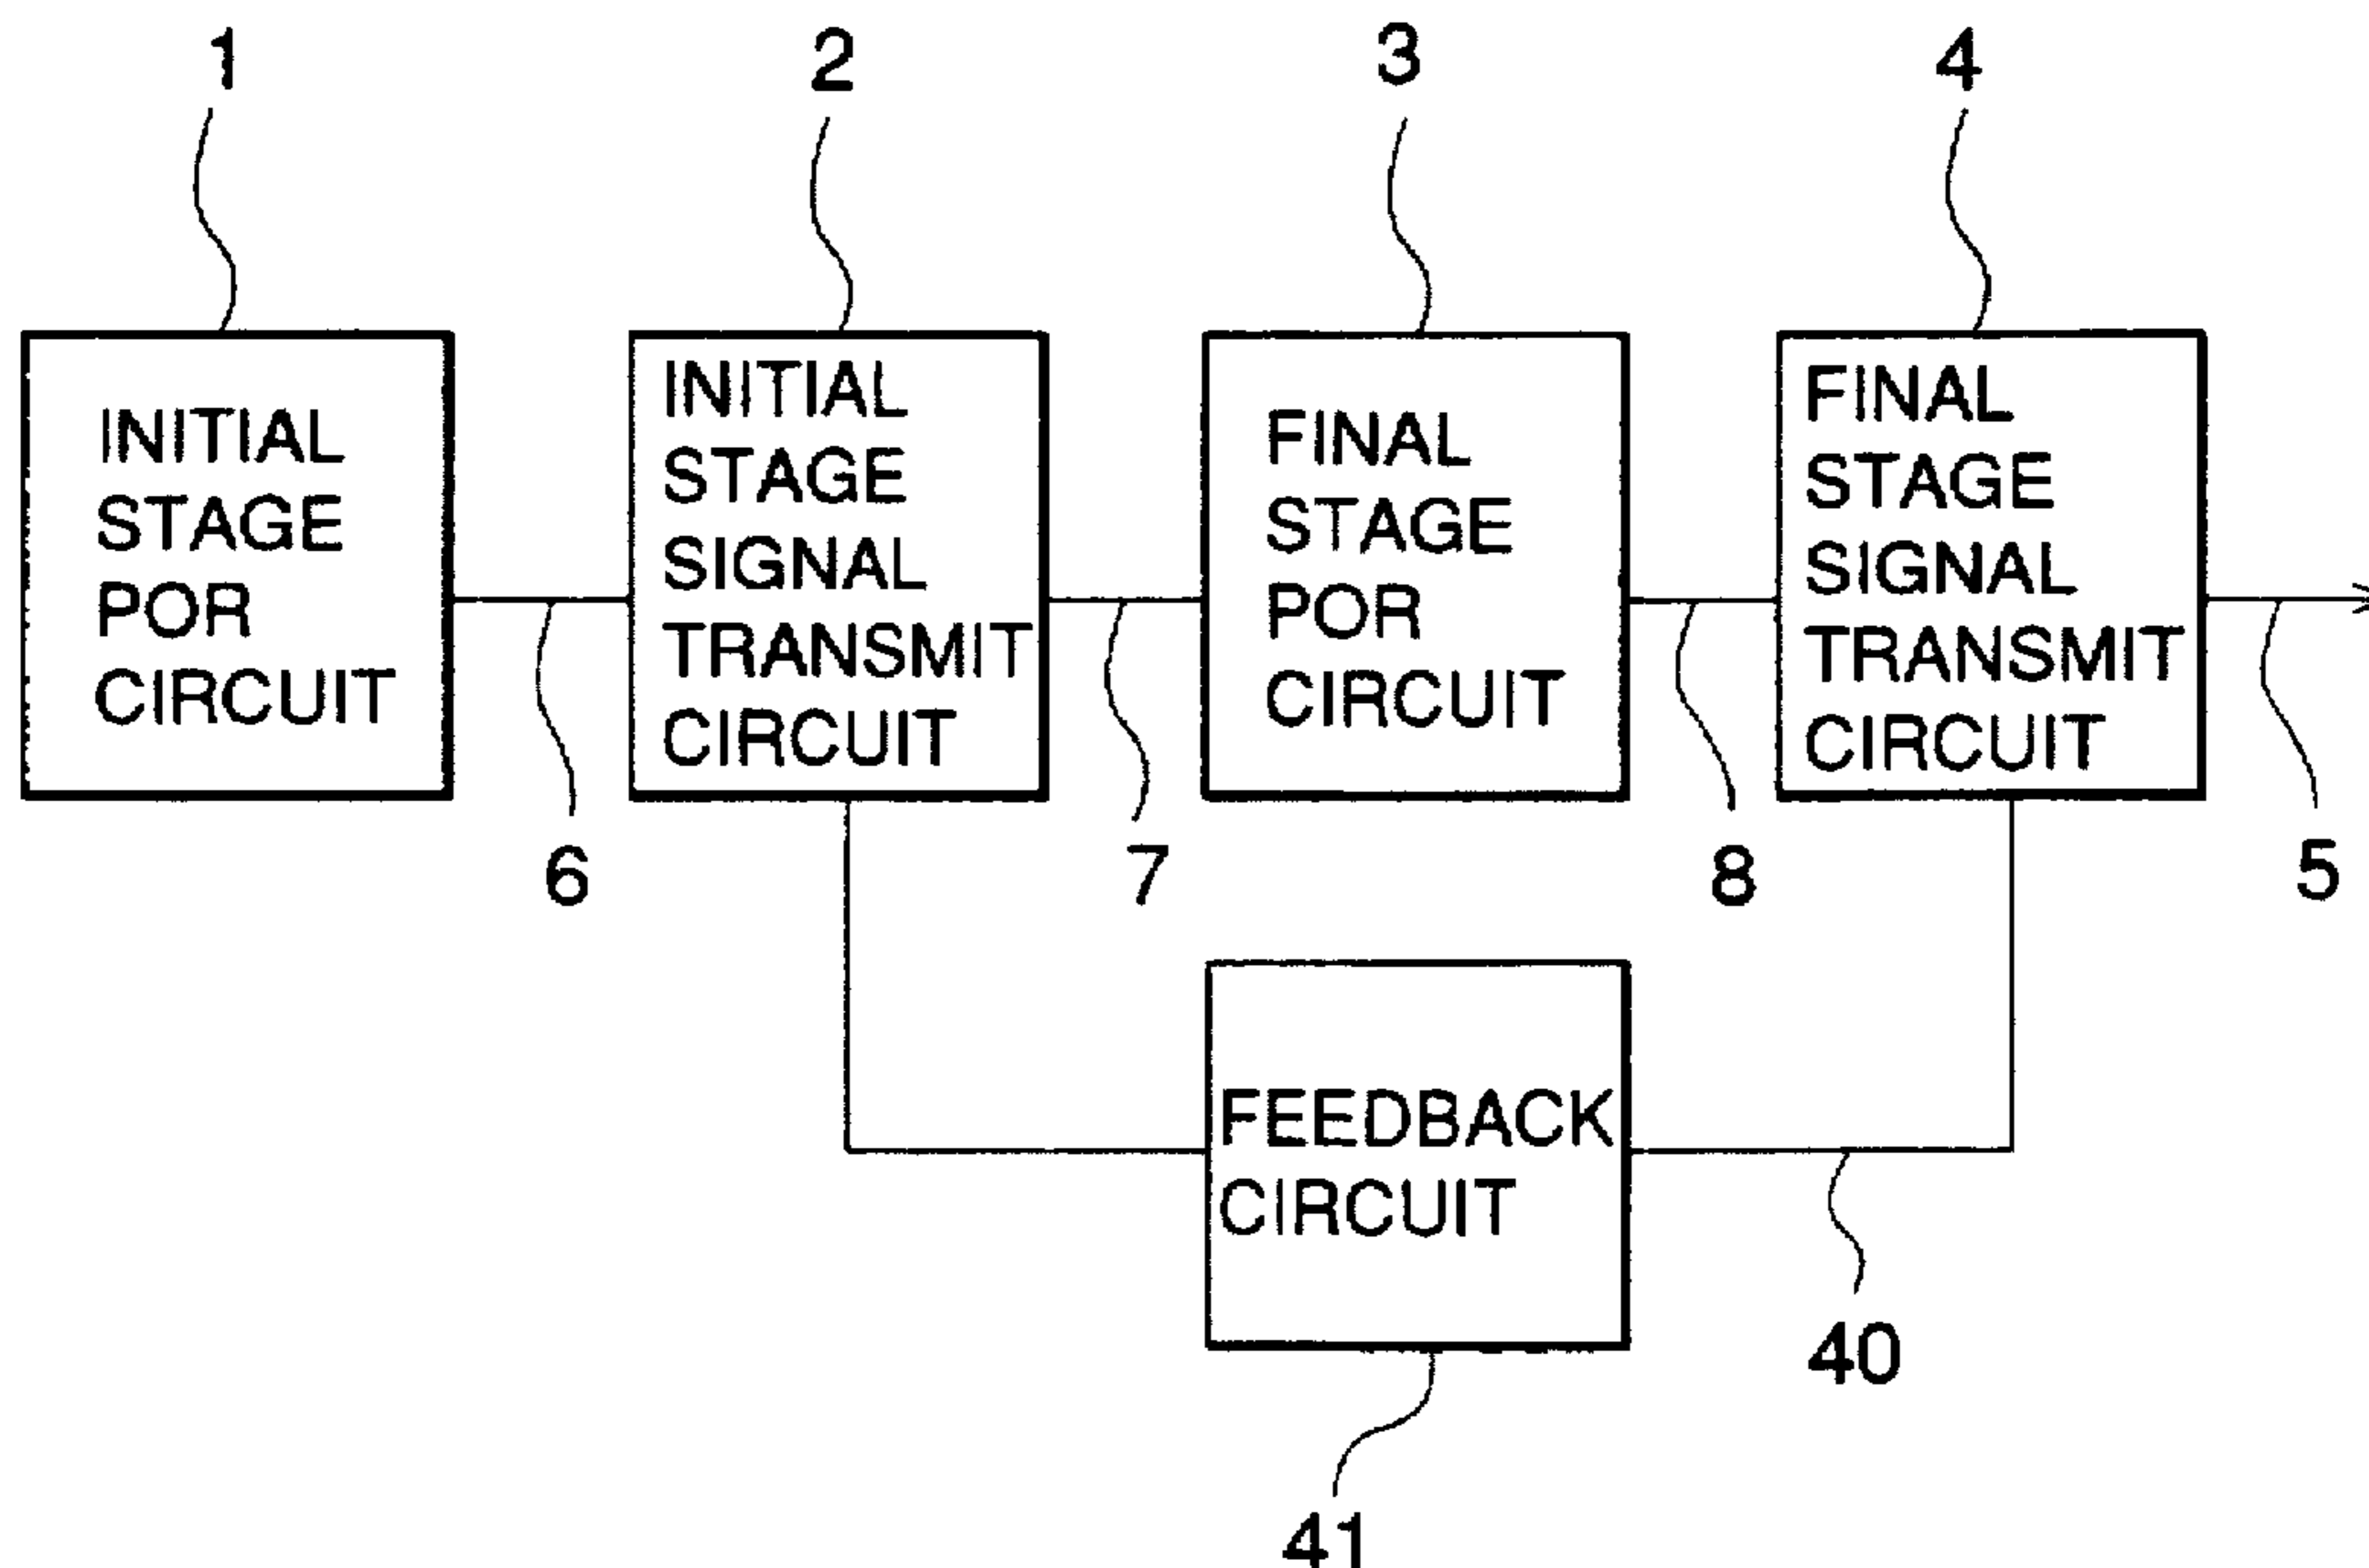 1
2
3
4
INITIAL
STAGE
POR
CIRCUIT
INITIAL
STAGE
SIGNAL
TRANSMIT
CIRCUIT
FINAL
STAGE
POR
CIRCUIT
FINAL
STAGE
SIGNAL
TRANSMIT
CIRCUIT
6
7
8
5
FEEDBACK
CIRCUIT
40
41